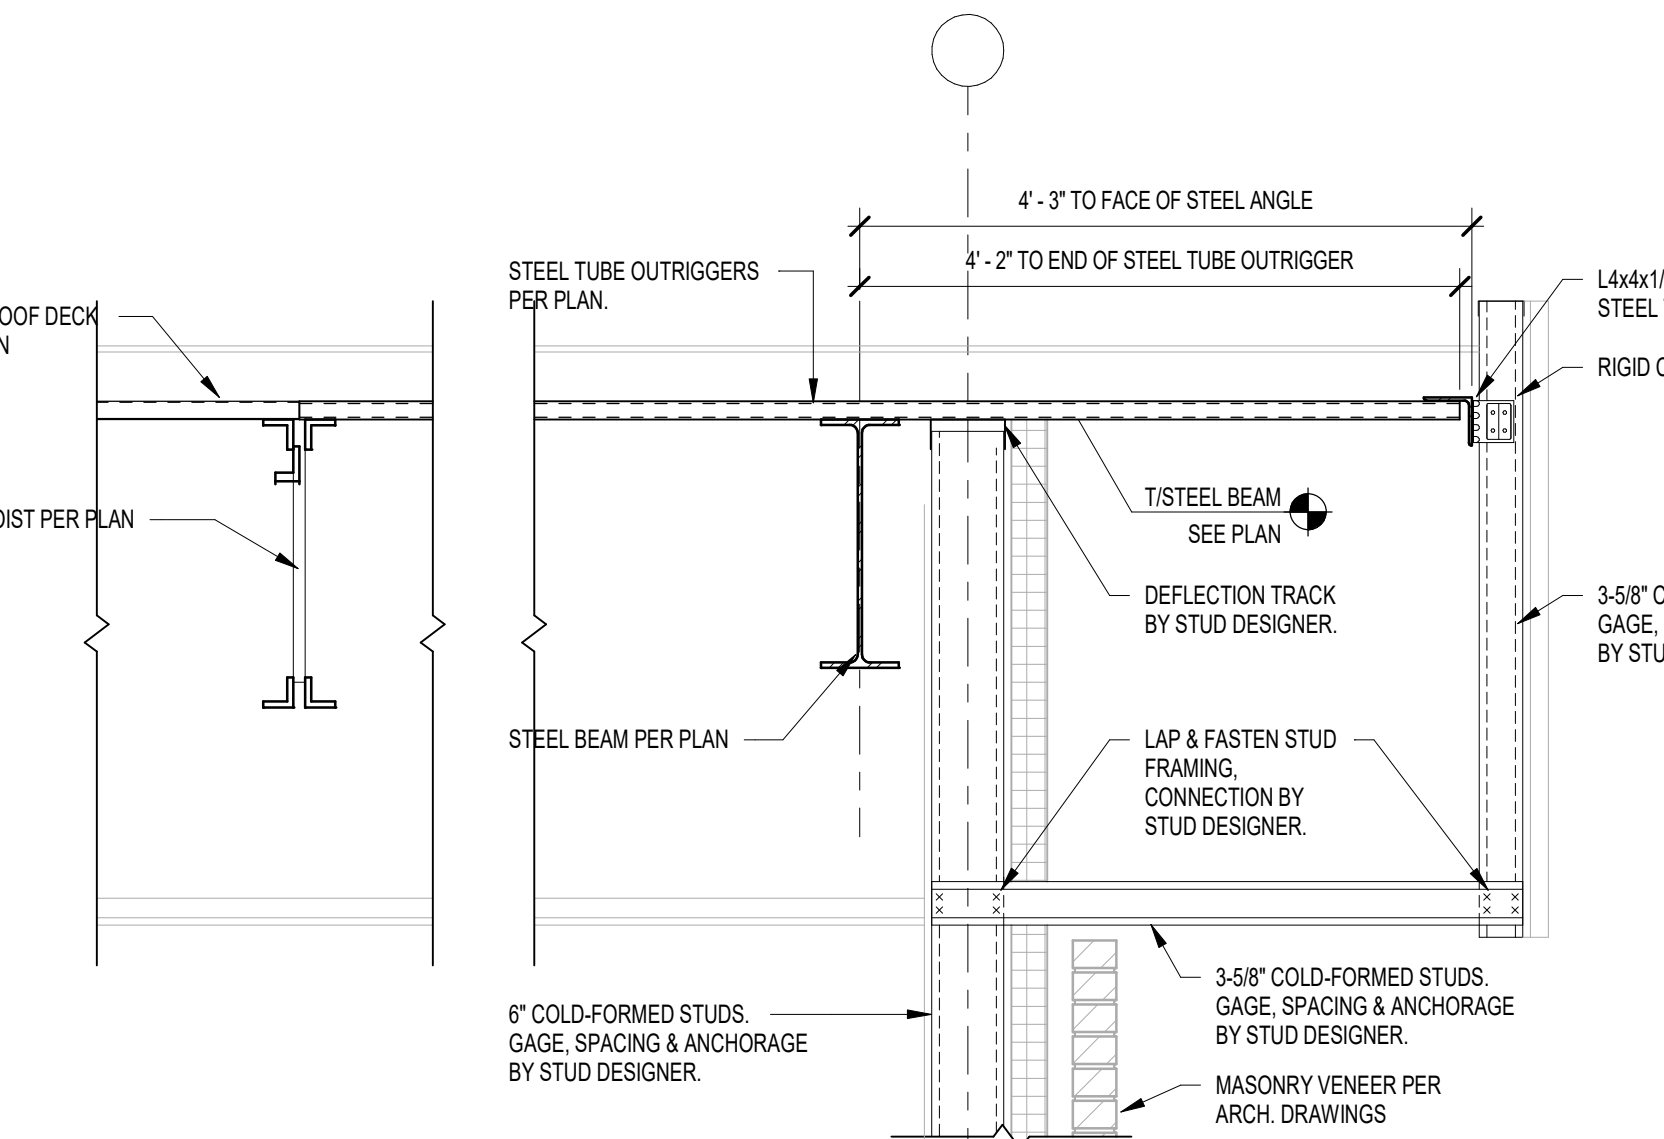 4' - 3" TO FACE OF STEEL ANGLE
4' - 2" TO END OF STEEL TUBE OUTRIGGER
STEEL TUBE OUTRIGGERS
PER PLAN.
L4x4x1/
STEEL
OOF DECK
N
RIGID C
T/STEEL BEAM
SEE PLAN
OIST PER PLAN
DEFLECTION TRACK
BY STUD DESIGNER.
3-5/8" C
GAGE,
BY STU
STEEL BEAM PER PLAN
LAP & FASTEN STUD
FRAMING,
CONNECTION BY
STUD DESIGNER.
3-5/8" COLD-FORMED STUDS.
GAGE, SPACING & ANCHORAGE
BY STUD DESIGNER.
6" COLD-FORMED STUDS.
GAGE, SPACING & ANCHORAGE
BY STUD DESIGNER.
MASONRY VENEER PER
ARCH. DRAWINGS